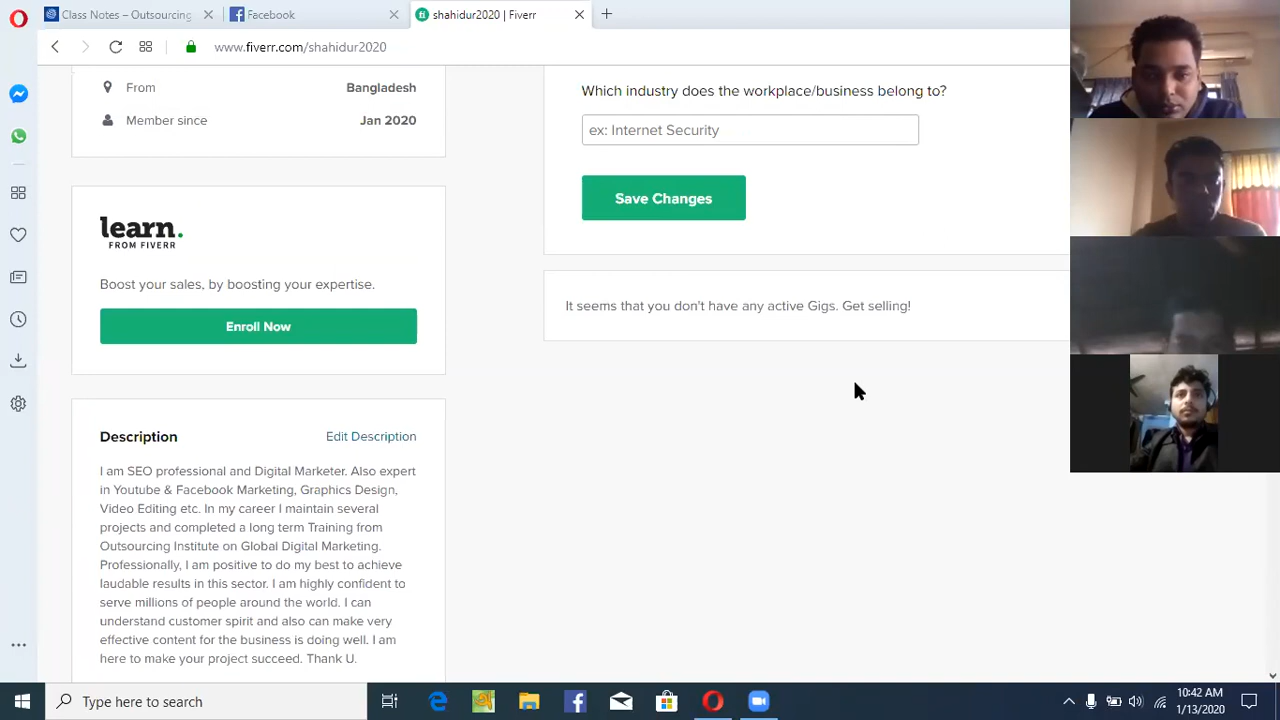 Class Notes – Outsourcing
Facebook
shahidur2020 | Fiverr
www.fiverr.com/shahidur2020
From Bangladesh
Member since Jan 2020
learn.
FROM FIVERR
Boost your sales, by boosting your expertise.
Enroll Now
Description Edit Description
I am SEO professional and Digital Marketer. Also expert
in Youtube & Facebook Marketing, Graphics Design,
Video Editing etc. In my career I maintain several
projects and completed a long term Training from
Outsourcing Institute on Global Digital Marketing.
Professionally, I am positive to do my best to achieve
laudable results in this sector. I am highly confident to
serve millions of people around the world. I can
understand customer spirit and also can make very
effective content for the business is doing well. I am
here to make your project succeed. Thank U.
Which industry does the workplace/business belong to?
ex: Internet Security
Save Changes
It seems that you don't have any active Gigs. Get selling!
Type here to search
10:42 AM
1/13/2020